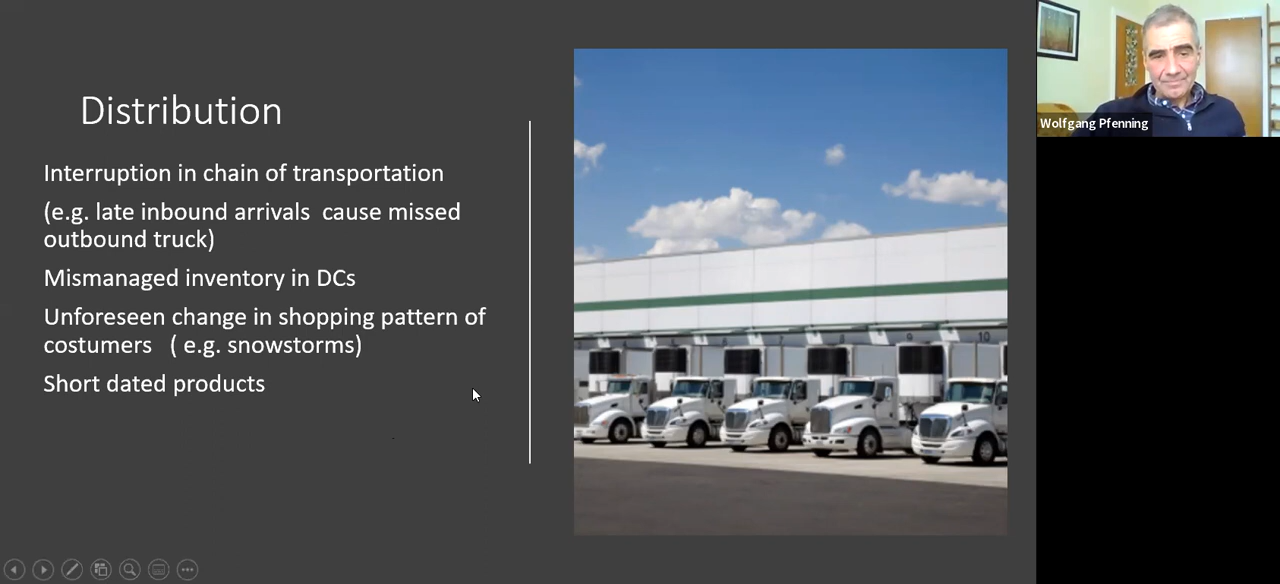 Distribution
Interruption in chain of transportation
(e.g. late inbound arrivals  cause missed
outbound truck)
Mismanaged inventory in DCs
Unforeseen change in shopping pattern of
costumers   ( e.g. snowstorms)
Short dated products
10
Wolfgang Pfenning